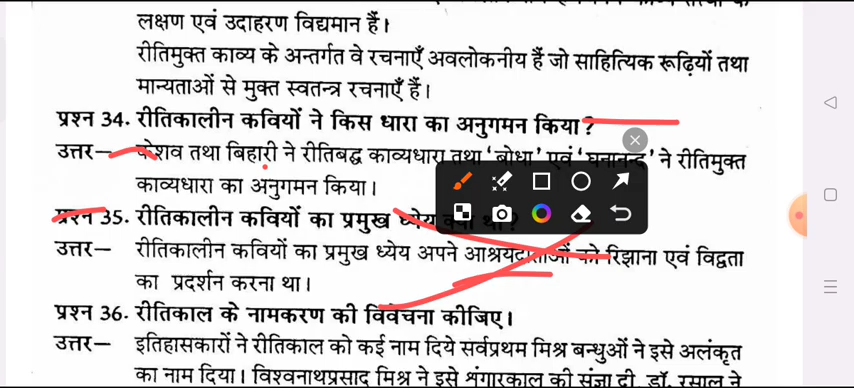 लक्षण एवं उदाहरण विद्यमान हैं।
रीतिमुक्त काव्य के अन्तर्गत वे रचनाएँ अवलोकनीय हैं जो साहित्यिक रूढ़ियों तथा
मान्यताओं से मुक्त स्वतन्त्र रचनाएँ हैं।
प्रश्न 34. रीतिकालीन कवियों ने किस धारा का अनुगमन किया ?
उत्तर— केशव तथा बिहारी ने रीतिबद्ध काव्यधारा तथा 'बोधा' एवं 'घनानन्द' ने रीतिमुक्त
काव्यधारा का अनुगमन किया।
प्रश्न 35. रीतिकालीन कवियों का प्रमुख ध्येय क्या था ?
उत्तर— रीतिकालीन कवियों का प्रमुख ध्येय अपने आश्रयदाताओं को रिझाना एवं विद्वता
का प्रदर्शन करना था।
प्रश्न 36. रीतिकाल के नामकरण की विवेचना कीजिए।
उत्तर— इतिहासकारों ने रीतिकाल को कई नाम दिये सर्वप्रथम मिश्र बन्धुओं ने इसे अलंकृत
का नाम दिया। विश्वनाथप्रसाद मिश्र ने इसे शृंगारकाल की संज्ञा दी, डॉ. रसाल ने